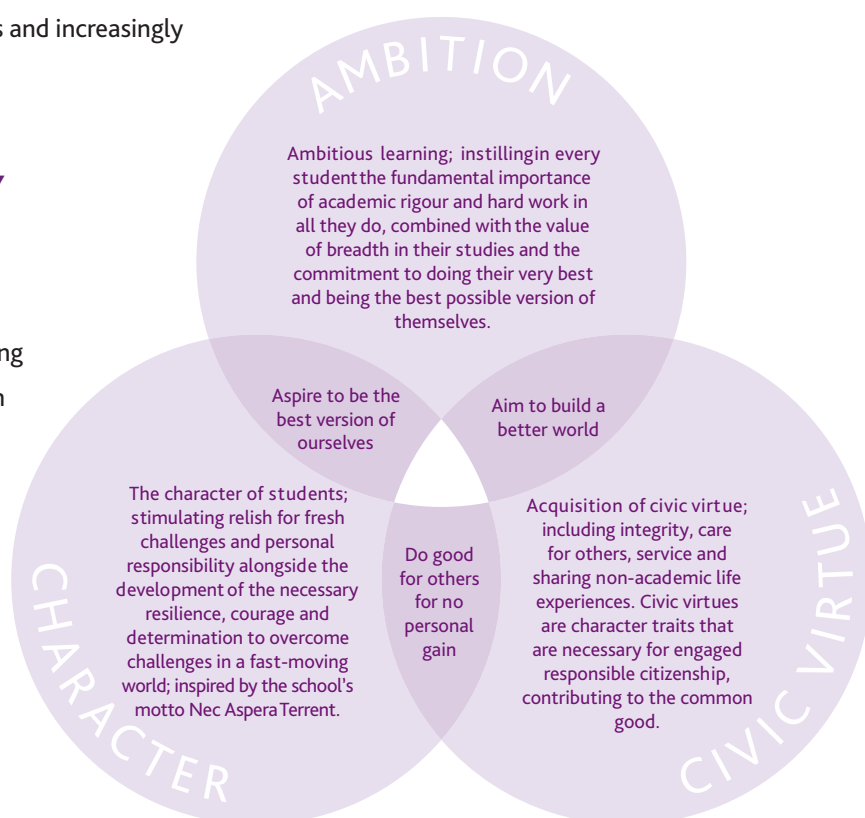 s and increasingly
AMBITION
Ambitious learning; instillingin every
student the fundamental importance
of academic rigour and hard work in
all they do, combined with the value
of breadth in their studies and the
commitment to doing their very best
and being the best possible version of
themselves.
ng
Aspire to be the
best version of
ourselves
Aim to build a
better world
CHARACTER
The character of students;
stimulating relish for fresh
challenges and personal
responsibility alongside the
development of the necessary
resilience, courage and
determination to overcome
challenges in a fast-moving
world; inspired by the school's
motto Nec Aspera Terrent.
Do good
for others
for no
personal
gain
Acquisition of civic virtue;
including integrity, care
for others, service and
sharing non-academic life
experiences. Civic virtues
are character traits that
are necessary for engaged
responsible citizenship,
contributing to the common
good.
CIVIC VIRTUE